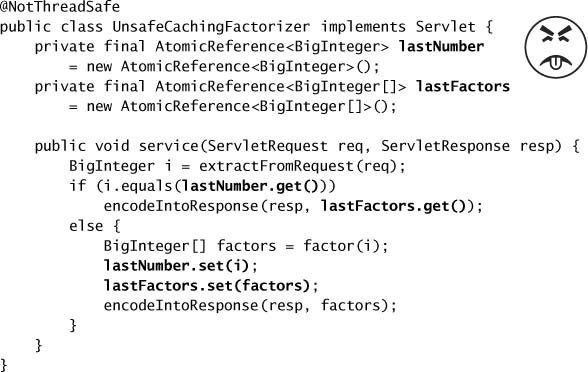 @NotThreadSafe
public class UnsafeCachingFactorizer implements Servlet {
    private final AtomicReference<BigInteger> lastNumber
        = new AtomicReference<BigInteger>();
    private final AtomicReference<BigInteger[]> lastFactors
        = new AtomicReference<BigInteger[]>();
    public void service(ServletRequest req, ServletResponse resp) {
        BigInteger i = extractFromRequest(req);
        if (i.equals(lastNumber.get()))
            encodeIntoResponse(resp, lastFactors.get());
        else {
            BigInteger[] factors = factor(i);
            lastNumber.set(i);
            lastFactors.set(factors);
            encodeIntoResponse(resp, factors);
        }
    }
}